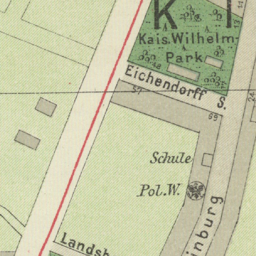 K I
Kais. Wilhelm-
Park
Eichendorff S.
Schule
Pol. W.
Landsb
inburg